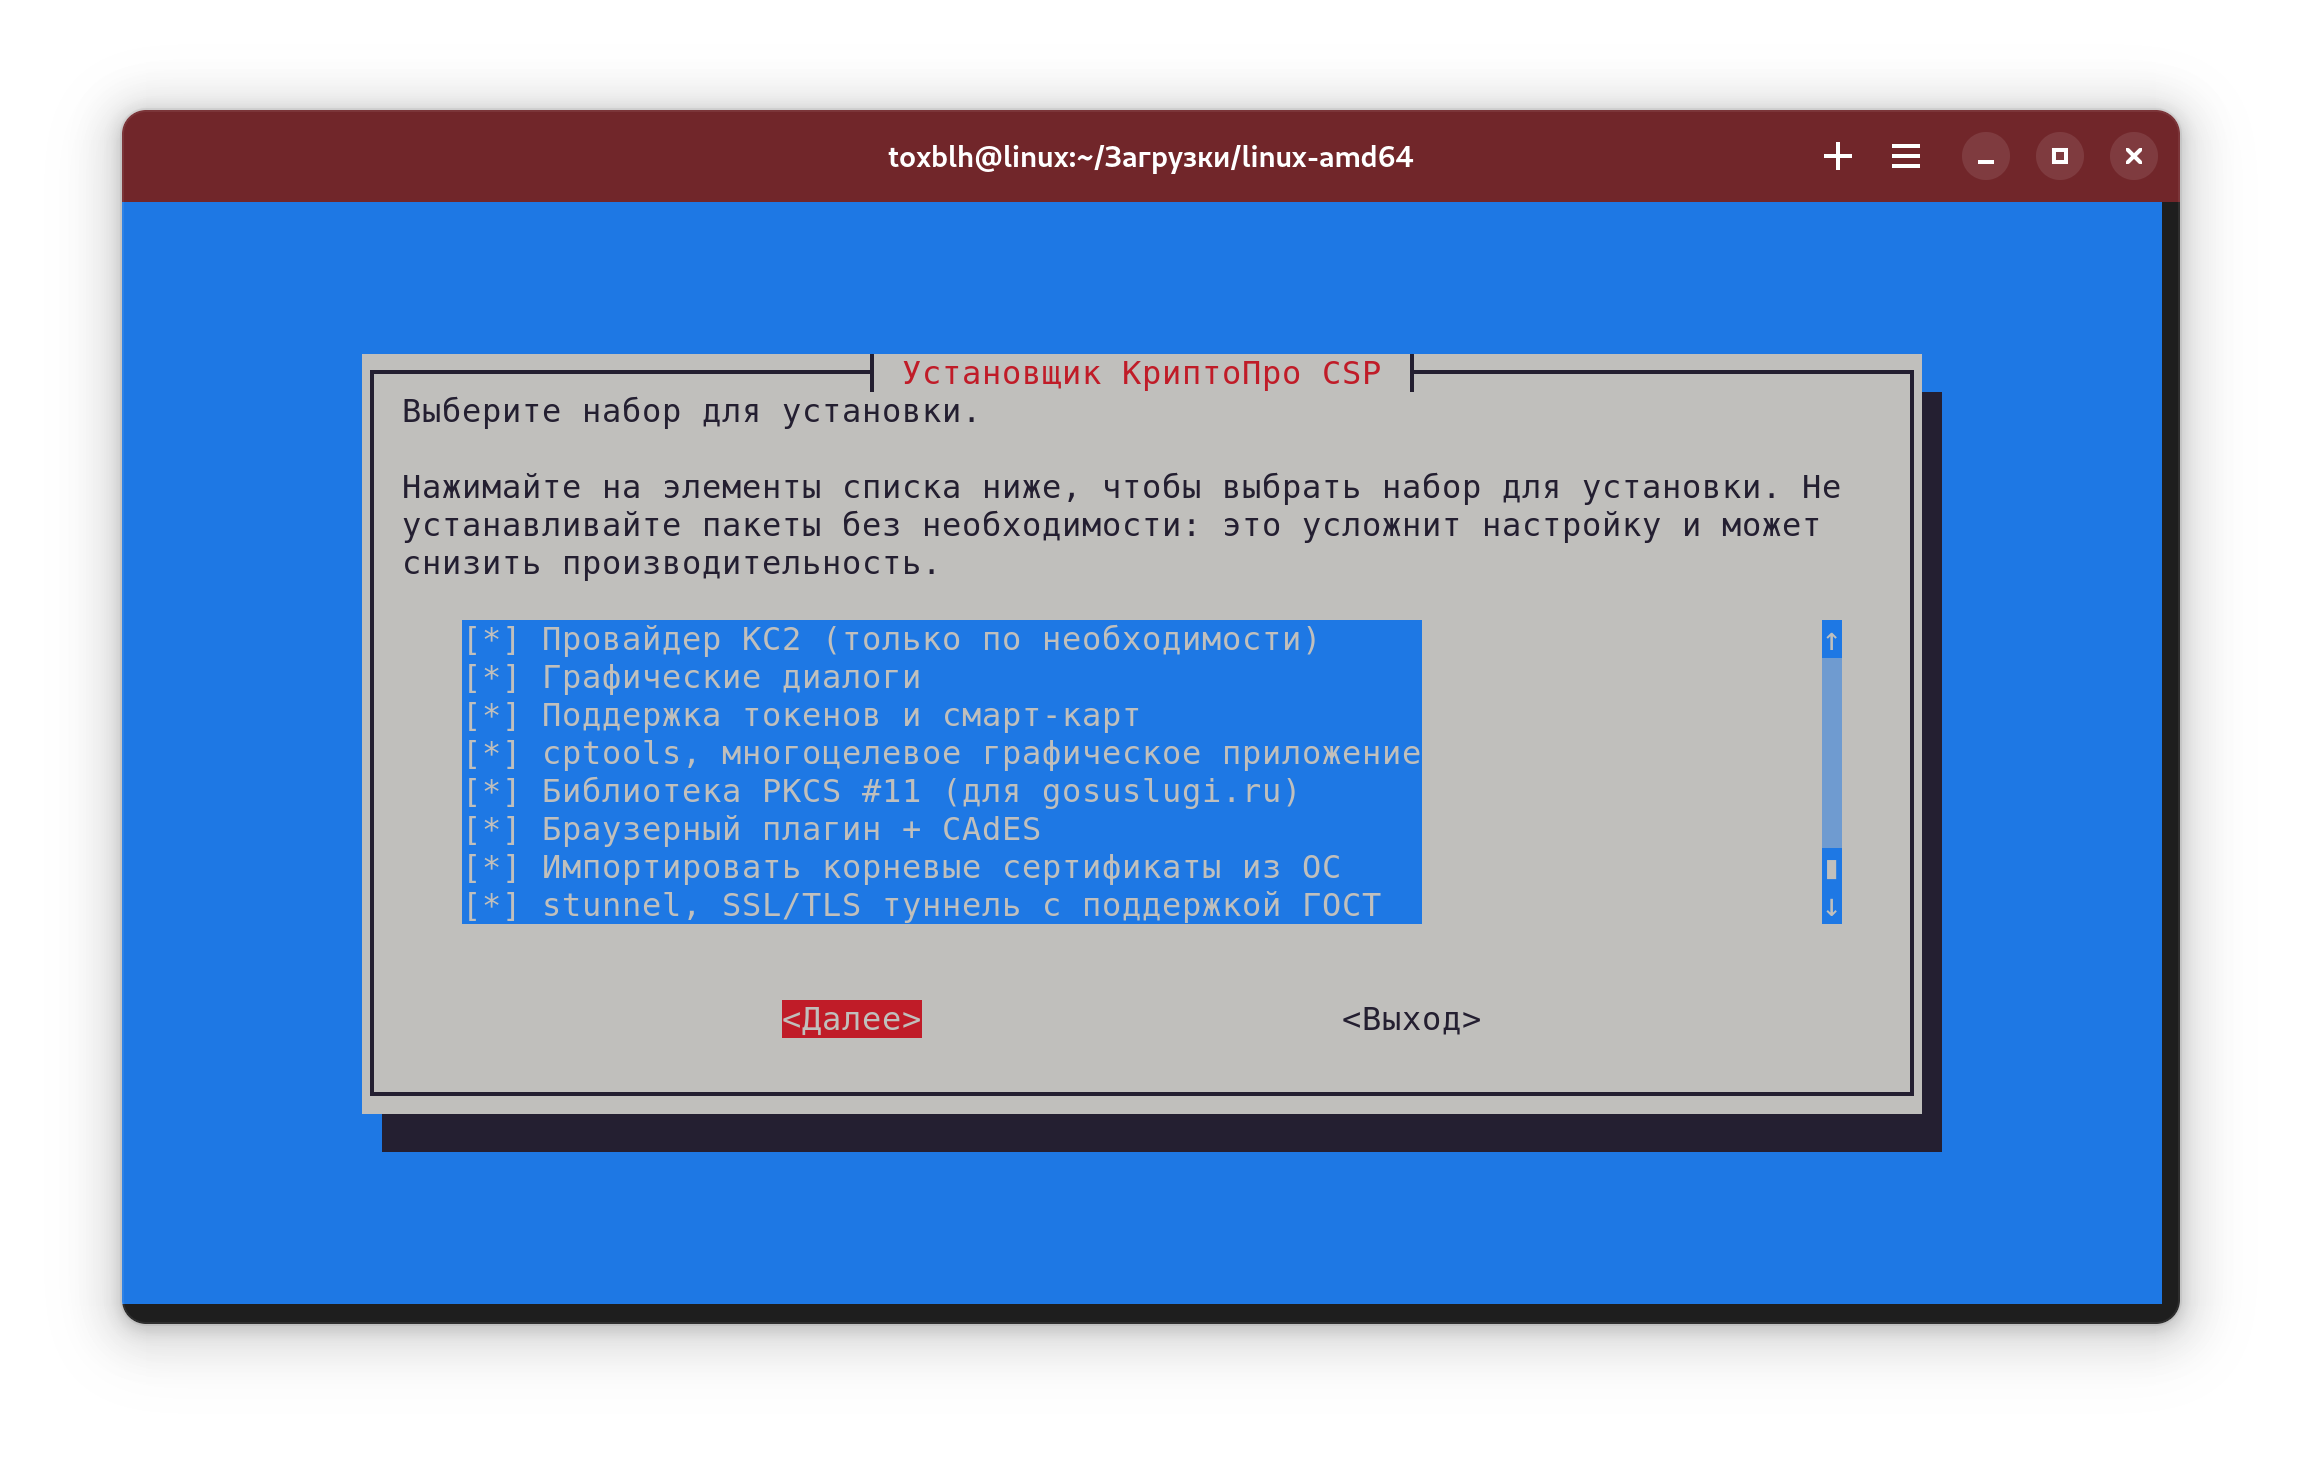 toxblh@linux:~/Загрузки/linux-amd64
Установщик КриптоПро CSP
Выберите набор для установки.
Нажимайте на элементы списка ниже, чтобы выбрать набор для установки. Не
устанавливайте пакеты без необходимости: это усложнит настройку и может
снизить производительность.
[*] Провайдер КС2 (только по необходимости)
[*] Графические диалоги
[*] Поддержка токенов и смарт-карт
[*] cptools, многоцелевое графическое приложение
[*] Библиотека PKCS #11 (для gosuslugi.ru)
[*] Браузерный плагин + CAdES
[*] Импортировать корневые сертификаты из ОС
[*] stunnel, SSL/TLS туннель с поддержкой ГОСТ
<Далее> <Выход>